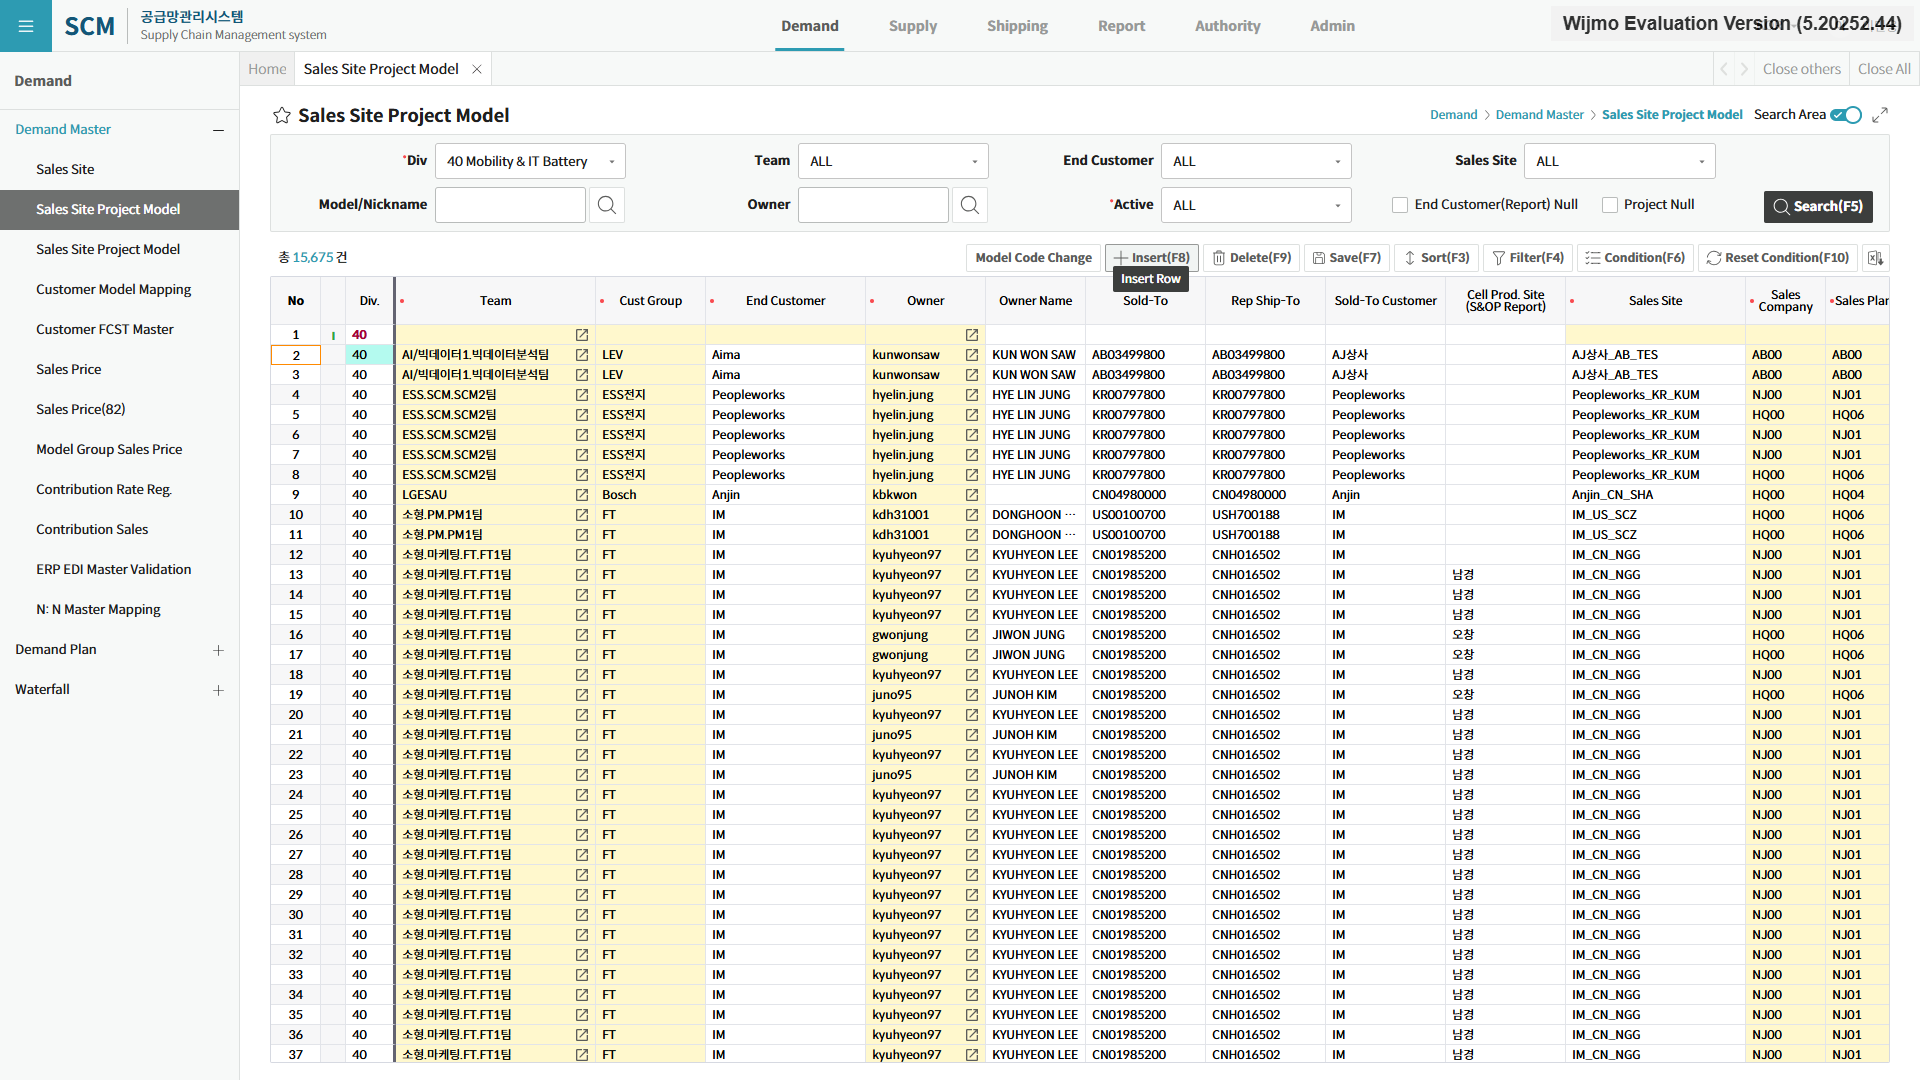 SCM
공급망관리시스템
Supply Chain Management system
Demand Supply Shipping Report Authority Admin
Wijmo Evaluation Version (5.20252.44)
Demand
Home Sales Site Project Model
Close others Close All
Demand Master
Sales Site
Sales Site Project Model
Sales Site Project Model
Customer Model Mapping
Customer FCST Master
Sales Price
Sales Price(82)
Model Group Sales Price
Contribution Rate Reg.
Contribution Sales
ERP EDI Master Validation
N: N Master Mapping
Demand Plan
Waterfall
Sales Site Project Model
Demand > Demand Master > Sales Site Project Model Search Area
*Div 40 Mobility & IT Battery Team ALL End Customer ALL Sales Site ALL
Model/Nickname Owner *Active ALL End Customer(Report) Null Project Null Search(F5)
총 15,675 건
Model Code Change Insert(F8) Delete(F9) Save(F7) Sort(F3) Filter(F4) Condition(F6) Reset Condition(F10)
Insert Row
No Div. Team Cust Group End Customer Owner Owner Name Sold-To Rep Ship-To Sold-To Customer Cell Prod. Site (S&OP Report) Sales Site Sales Company Sales Plan
1 I 40
2 40 AI/빅데이터1.빅데이터분석팀 LEV Aima kunwonsaw KUN WON SAW AB03499800 AB03499800 AJ상사 AJ상사_AB_TES AB00 AB00
3 40 AI/빅데이터1.빅데이터분석팀 LEV Aima kunwonsaw KUN WON SAW AB03499800 AB03499800 AJ상사 AJ상사_AB_TES AB00 AB00
4 40 ESS.SCM.SCM2팀 ESS전지 Peopleworks hyelin.jung HYE LIN JUNG KR00797800 KR00797800 Peopleworks Peopleworks_KR_KUM NJ00 NJ01
5 40 ESS.SCM.SCM2팀 ESS전지 Peopleworks hyelin.jung HYE LIN JUNG KR00797800 KR00797800 Peopleworks Peopleworks_KR_KUM HQ00 HQ06
6 40 ESS.SCM.SCM2팀 ESS전지 Peopleworks hyelin.jung HYE LIN JUNG KR00797800 KR00797800 Peopleworks Peopleworks_KR_KUM NJ00 NJ01
7 40 ESS.SCM.SCM2팀 ESS전지 Peopleworks hyelin.jung HYE LIN JUNG KR00797800 KR00797800 Peopleworks Peopleworks_KR_KUM NJ00 NJ01
8 40 ESS.SCM.SCM2팀 ESS전지 Peopleworks hyelin.jung HYE LIN JUNG KR00797800 KR00797800 Peopleworks Peopleworks_KR_KUM HQ00 HQ06
9 40 LGESAU Bosch Anjin kbkwon CN04980000 CN04980000 Anjin Anjin_CN_SHA HQ00 HQ04
10 40 소형.PM.PM1팀 FT IM kdh31001 DONGHOON ··· US00100700 USH700188 IM IM_US_SCZ HQ00 HQ06
11 40 소형.PM.PM1팀 FT IM kdh31001 DONGHOON ··· US00100700 USH700188 IM IM_US_SCZ HQ00 HQ06
12 40 소형.마케팅.FT.FT1팀 FT IM kyuhyeon97 KYUHYEON LEE CN01985200 CNH016502 IM IM_CN_NGG NJ00 NJ01
13 40 소형.마케팅.FT.FT1팀 FT IM kyuhyeon97 KYUHYEON LEE CN01985200 CNH016502 IM 남경 IM_CN_NGG NJ00 NJ01
14 40 소형.마케팅.FT.FT1팀 FT IM kyuhyeon97 KYUHYEON LEE CN01985200 CNH016502 IM 남경 IM_CN_NGG NJ00 NJ01
15 40 소형.마케팅.FT.FT1팀 FT IM kyuhyeon97 KYUHYEON LEE CN01985200 CNH016502 IM 남경 IM_CN_NGG NJ00 NJ01
16 40 소형.마케팅.FT.FT1팀 FT IM gwonjung JIWON JUNG CN01985200 CNH016502 IM 오창 IM_CN_NGG HQ00 HQ06
17 40 소형.마케팅.FT.FT1팀 FT IM gwonjung JIWON JUNG CN01985200 CNH016502 IM 오창 IM_CN_NGG HQ00 HQ06
18 40 소형.마케팅.FT.FT1팀 FT IM kyuhyeon97 KYUHYEON LEE CN01985200 CNH016502 IM 남경 IM_CN_NGG NJ00 NJ01
19 40 소형.마케팅.FT.FT1팀 FT IM juno95 JUNOH KIM CN01985200 CNH016502 IM 오창 IM_CN_NGG HQ00 HQ06
20 40 소형.마케팅.FT.FT1팀 FT IM kyuhyeon97 KYUHYEON LEE CN01985200 CNH016502 IM 남경 IM_CN_NGG NJ00 NJ01
21 40 소형.마케팅.FT.FT1팀 FT IM juno95 JUNOH KIM CN01985200 CNH016502 IM 남경 IM_CN_NGG NJ00 NJ01
22 40 소형.마케팅.FT.FT1팀 FT IM kyuhyeon97 KYUHYEON LEE CN01985200 CNH016502 IM 남경 IM_CN_NGG NJ00 NJ01
23 40 소형.마케팅.FT.FT1팀 FT IM juno95 JUNOH KIM CN01985200 CNH016502 IM 남경 IM_CN_NGG NJ00 NJ01
24 40 소형.마케팅.FT.FT1팀 FT IM kyuhyeon97 KYUHYEON LEE CN01985200 CNH016502 IM 남경 IM_CN_NGG NJ00 NJ01
25 40 소형.마케팅.FT.FT1팀 FT IM kyuhyeon97 KYUHYEON LEE CN01985200 CNH016502 IM 남경 IM_CN_NGG NJ00 NJ01
26 40 소형.마케팅.FT.FT1팀 FT IM kyuhyeon97 KYUHYEON LEE CN01985200 CNH016502 IM 남경 IM_CN_NGG NJ00 NJ01
27 40 소형.마케팅.FT.FT1팀 FT IM kyuhyeon97 KYUHYEON LEE CN01985200 CNH016502 IM 남경 IM_CN_NGG NJ00 NJ01
28 40 소형.마케팅.FT.FT1팀 FT IM kyuhyeon97 KYUHYEON LEE CN01985200 CNH016502 IM 남경 IM_CN_NGG NJ00 NJ01
29 40 소형.마케팅.FT.FT1팀 FT IM kyuhyeon97 KYUHYEON LEE CN01985200 CNH016502 IM 남경 IM_CN_NGG NJ00 NJ01
30 40 소형.마케팅.FT.FT1팀 FT IM kyuhyeon97 KYUHYEON LEE CN01985200 CNH016502 IM 남경 IM_CN_NGG NJ00 NJ01
31 40 소형.마케팅.FT.FT1팀 FT IM kyuhyeon97 KYUHYEON LEE CN01985200 CNH016502 IM 남경 IM_CN_NGG NJ00 NJ01
32 40 소형.마케팅.FT.FT1팀 FT IM kyuhyeon97 KYUHYEON LEE CN01985200 CNH016502 IM 남경 IM_CN_NGG NJ00 NJ01
33 40 소형.마케팅.FT.FT1팀 FT IM kyuhyeon97 KYUHYEON LEE CN01985200 CNH016502 IM 남경 IM_CN_NGG NJ00 NJ01
34 40 소형.마케팅.FT.FT1팀 FT IM kyuhyeon97 KYUHYEON LEE CN01985200 CNH016502 IM 남경 IM_CN_NGG NJ00 NJ01
35 40 소형.마케팅.FT.FT1팀 FT IM kyuhyeon97 KYUHYEON LEE CN01985200 CNH016502 IM 남경 IM_CN_NGG NJ00 NJ01
36 40 소형.마케팅.FT.FT1팀 FT IM kyuhyeon97 KYUHYEON LEE CN01985200 CNH016502 IM 남경 IM_CN_NGG NJ00 NJ01
37 40 소형.마케팅.FT.FT1팀 FT IM kyuhyeon97 KYUHYEON LEE CN01985200 CNH016502 IM 남경 IM_CN_NGG NJ00 NJ01